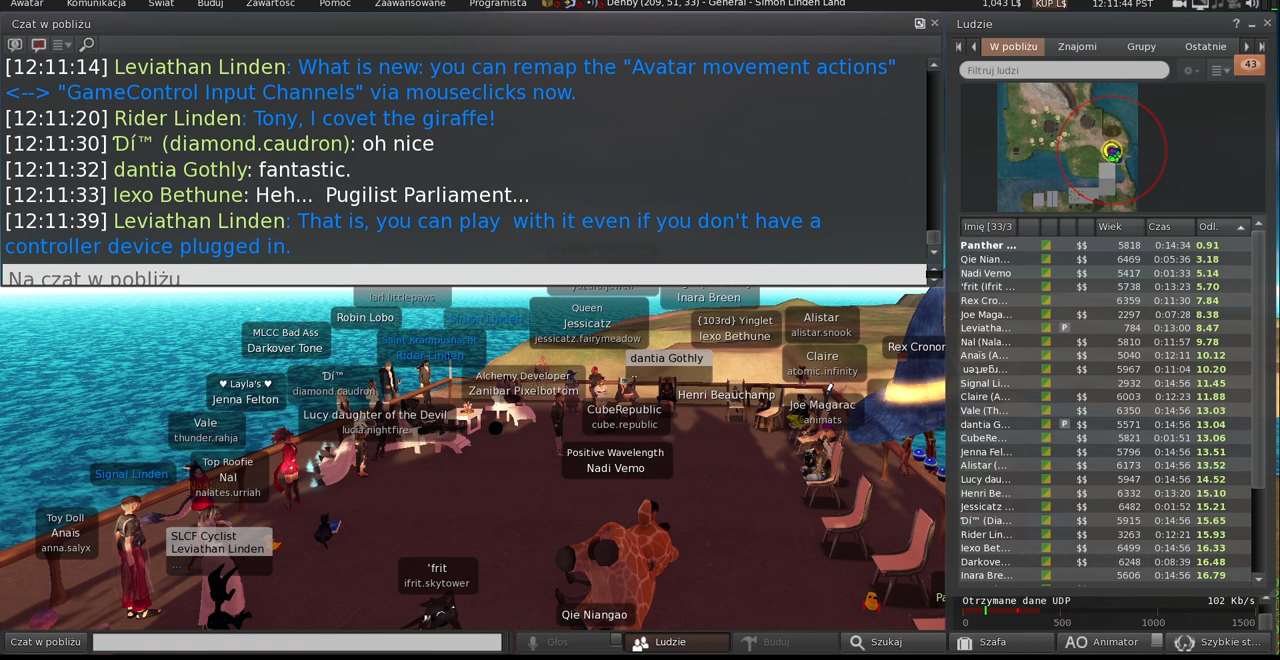 Awatar Komunikacja Świat Buduj Zawartość Pomoc Zaawansowane Programista Denby (209, 51, 33) - General - Simon Linden Land 1,043 L$ KUP L$ 12:11:44 PST
Czat w pobliżu
[12:11:14] Leviathan Linden: What is new: you can remap the "Avatar movement actions"
<--> "GameControl Input Channels" via mouseclicks now.
[12:11:20] Rider Linden: Tony, I covet the giraffe!
[12:11:30] Ɗí™ (diamond.caudron): oh nice
[12:11:32] dantia Gothly: fantastic.
[12:11:33] Iexo Bethune: Heh... Pugilist Parliament...
[12:11:39] Leviathan Linden: That is, you can play with it even if you don't have a
controller device plugged in.
Na czat w pobliżu
larl.littlepaws
Inara Breen
Robin Lobo
Simon Linden
Queen
Jessicatz
jessicatz.fairymeadow
{103rd} Yinglet
Iexo Bethune
Alistar
alistar.snook
MLCC Bad Ass
Darkover Tone
Saint Krampusnacht
Rider Linden
dantia Gothly
Claire
atomic.infinity
Rex Cronon
♥ Layla's ♥
Jenna Felton
Ɗí™
diamond.caudron
Alchemy Developer
Zanibar Pixelbottom
Henri Beauchamp
Lucy daughter of the Devil
lucia.nightfire
CubeRepublic
cube.republic
Joe Magarac
animats
Vale
thunder.rahja
Positive Wavelength
Nadi Vemo
Signal Linden
Top Roofie
Nal
nalates.urriah
Toy Doll
Anaïs
anna.salyx
SLCF Cyclist
Leviathan Linden
...
'frit
ifrit.skytower
Qie Niangao
Czat w pobliżu
Głos
Ludzie
Buduj
Szukaj
Ludzie
W pobliżu Znajomi Grupy Ostatnie
Filtruj ludzi
43
Imię [33/3 Wiek Czas Odl.
Panther ... $$ 5818 0:14:34 0.91
Qie Nian... $$ 6469 0:05:36 3.18
Nadi Vemo $$ 5417 0:01:33 5.14
'frit (Ifrit ... $$ 5738 0:13:23 5.70
Rex Cro... 6359 0:11:30 7.84
Joe Maga... $$ 2297 0:07:28 8.38
Leviatha... P 784 0:13:00 8.47
Nal (Nala... $$ 5810 0:11:57 9.78
Anaïs (A... $$ 5040 0:12:11 10.12
$$ 5967 0:11:04 10.20
Signal Li... 2932 0:14:56 11.45
Claire (A... $$ 6003 0:12:23 11.88
Vale (Th... $$ 6350 0:14:56 13.03
dantia G... P $$ 5571 0:14:56 13.04
CubeRe... $$ 5821 0:01:51 13.06
Jenna Fel... $$ 5796 0:14:56 13.51
Alistar (... $$ 6173 0:14:56 13.52
Lucy dau... $$ 5947 0:14:56 14.52
Henri Be... $$ 6332 0:13:20 15.10
Jessicatz ... $$ 6482 0:01:52 15.21
Ɗí™ (Dia... $$ 5915 0:14:56 15.65
Rider Lin... $$ 3263 0:12:21 15.93
Iexo Bet... $$ 6499 0:14:56 16.33
Darkove... $$ 6248 0:08:39 16.48
Inara Bre... 5606 0:14:56 16.79
Otrzymane dane UDP 102 Kb/s
0 500 1000 1500
Szafa
AO Animator
Szybkie st...